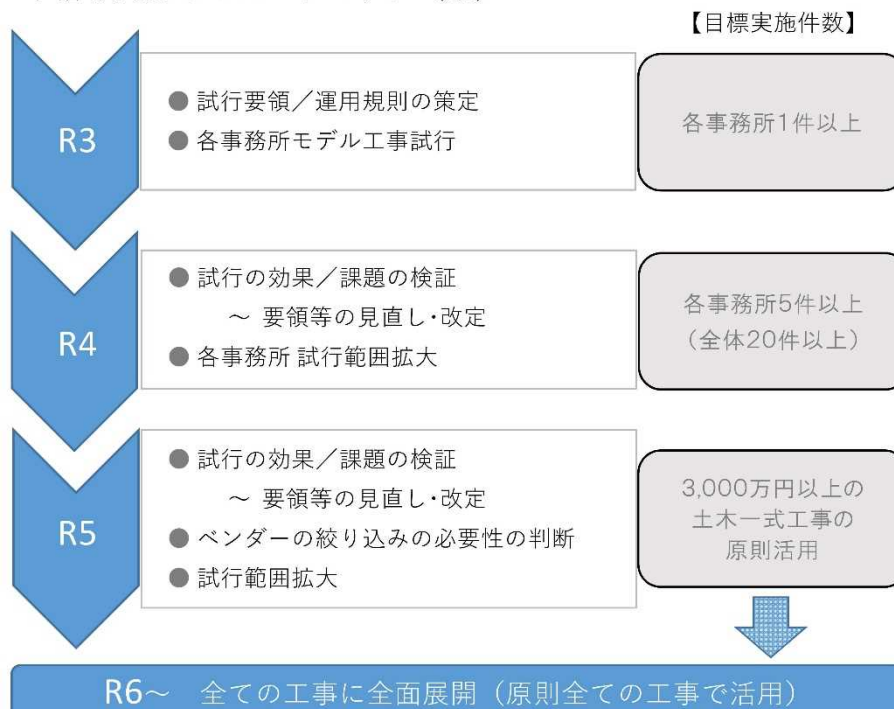 【目標実施件数】
R3
● 試行要領／運用規則の策定
● 各事務所モデル工事試行
各事務所1件以上
R4
● 試行の効果／課題の検証
～ 要領等の見直し・改定
● 各事務所 試行範囲拡大
各事務所5件以上
（全体20件以上）
R5
● 試行の効果／課題の検証
～ 要領等の見直し・改定
● ベンダーの絞り込みの必要性の判断
● 試行範囲拡大
3,000万円以上の
土木一式工事の
原則活用
R6～ 全ての工事に全面展開（原則全ての工事で活用）